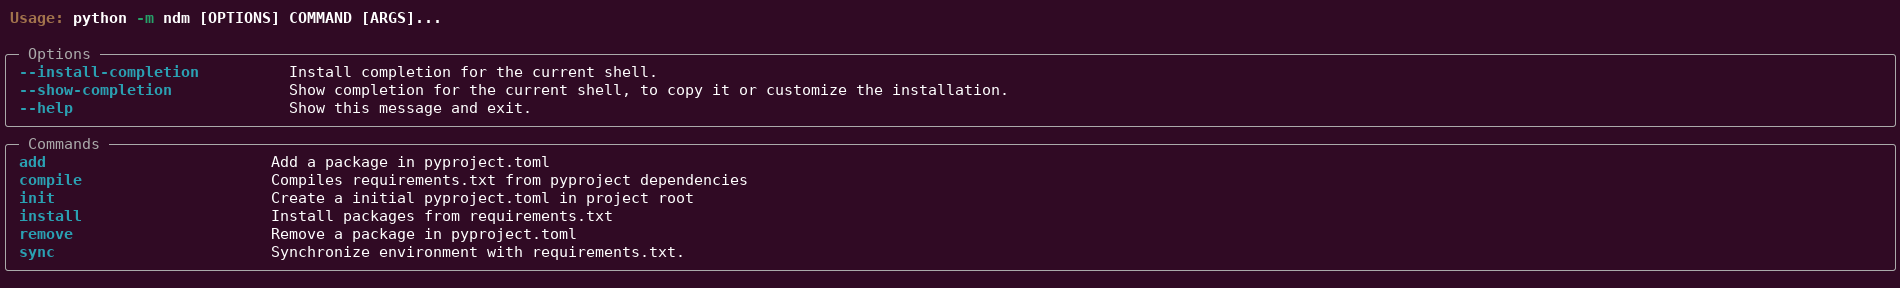 Usage: python -m ndm [OPTIONS] COMMAND [ARGS]...
Options
--install-completion Install completion for the current shell.
--show-completion Show completion for the current shell, to copy it or customize the installation.
--help Show this message and exit.
Commands
add Add a package in pyproject.toml
compile Compiles requirements.txt from pyproject dependencies
init Create a initial pyproject.toml in project root
install Install packages from requirements.txt
remove Remove a package in pyproject.toml
sync Synchronize environment with requirements.txt.